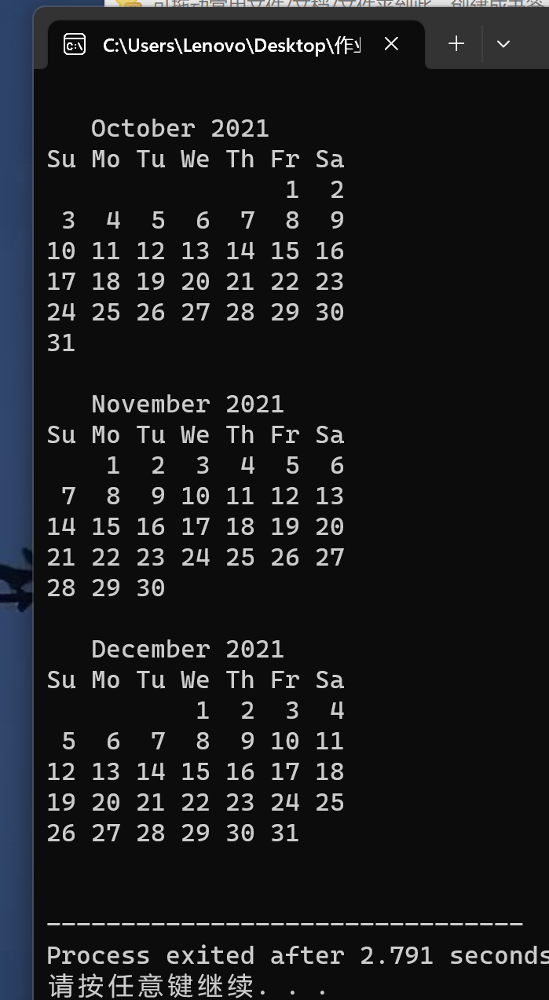 C:\Users\Lenovo\Desktop\作
October 2021
Su Mo Tu We Th Fr Sa
1 2
3 4 5 6 7 8 9
10 11 12 13 14 15 16
17 18 19 20 21 22 23
24 25 26 27 28 29 30
31
November 2021
Su Mo Tu We Th Fr Sa
1 2 3 4 5 6
7 8 9 10 11 12 13
14 15 16 17 18 19 20
21 22 23 24 25 26 27
28 29 30
December 2021
Su Mo Tu We Th Fr Sa
1 2 3 4
5 6 7 8 9 10 11
12 13 14 15 16 17 18
19 20 21 22 23 24 25
26 27 28 29 30 31
--------------------------------
Process exited after 2.791 seconds
请按任意键继续. . .